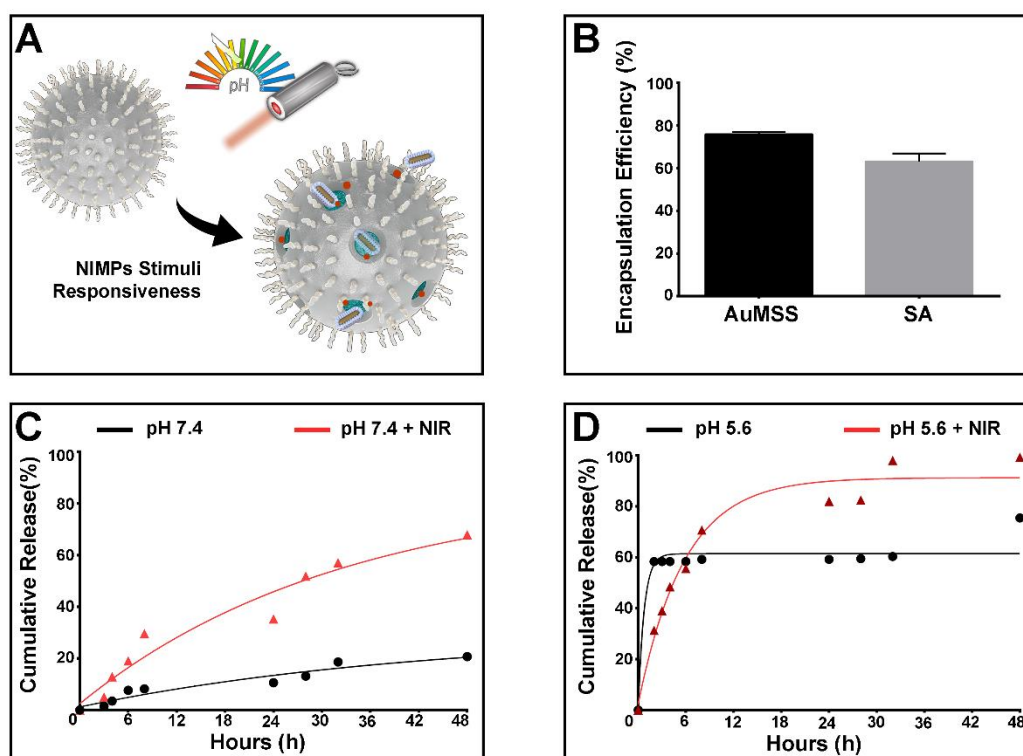 A
pH
NIMPs Stimuli
Responsiveness
B
Encapsulation Efficiency (%)
100
80
60
40
20
0
AuMSS
SA
C
pH 7.4
pH 7.4 + NIR
Cumulative Release(%)
100
80
60
40
20
0
6
12
18
24
30
36
42
48
Hours (h)
D
pH 5.6
pH 5.6 + NIR
Cumulative Release(%)
100
80
60
40
20
0
6
12
18
24
30
36
42
48
Hours (h)